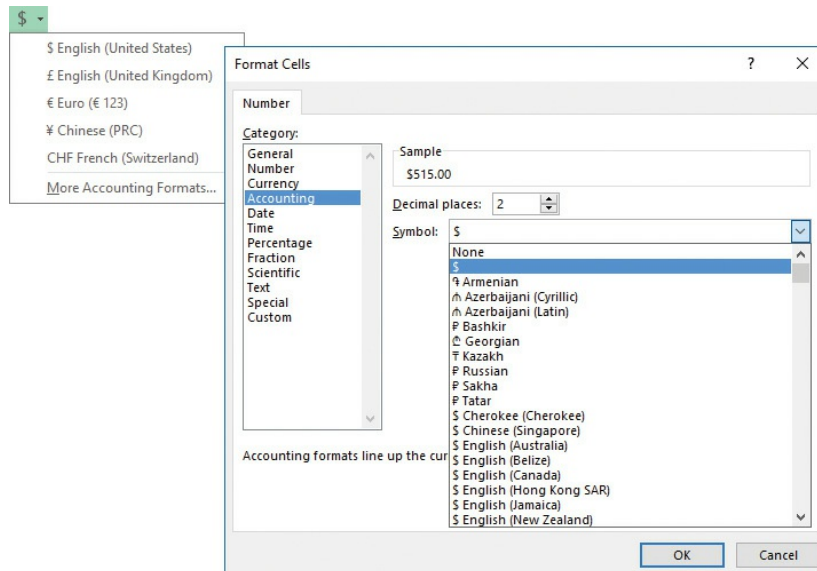 $
$ English (United States)
£ English (United Kingdom)
€ Euro (€ 123)
¥ Chinese (PRC)
CHF French (Switzerland)
More Accounting Formats...
Format Cells
?
Number
Category:
General
Number
Currency
Accounting
Date
Time
Percentage
Fraction
Scientific
Text
Special
Custom
Sample
$515.00
Decimal places: 2
Symbol: $
None
$
֏ Armenian
₼ Azerbaijani (Cyrillic)
₼ Azerbaijani (Latin)
₽ Bashkir
₾ Georgian
₸ Kazakh
₽ Russian
₽ Sakha
₽ Tatar
$ Cherokee (Cherokee)
$ Chinese (Singapore)
$ English (Australia)
$ English (Belize)
$ English (Canada)
$ English (Hong Kong SAR)
$ English (Jamaica)
$ English (New Zealand)
Accounting formats line up the cur
OK
Cancel